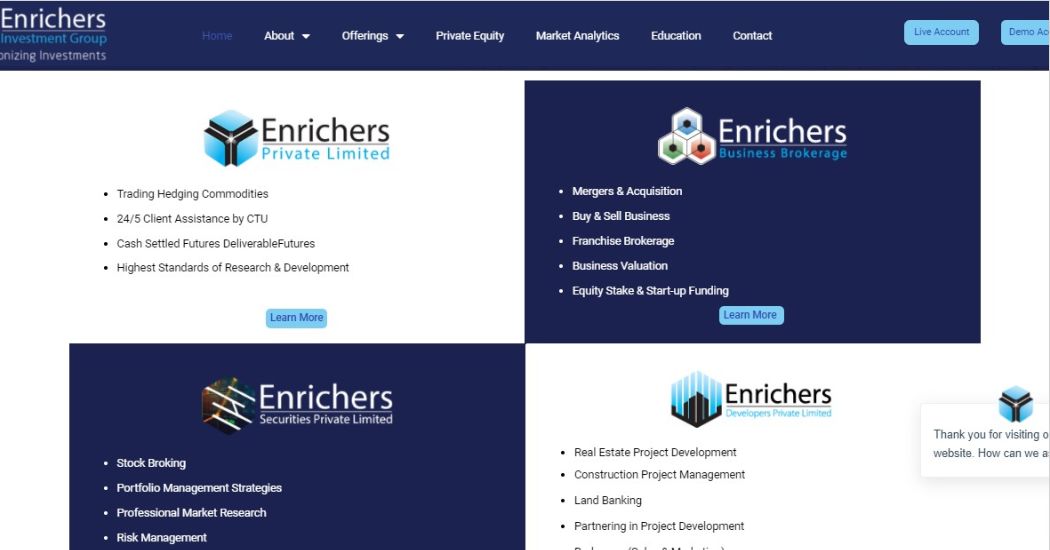 Enrichers
Investment Group
onizing Investments
Home
About
Offerings
Private Equity
Market Analytics
Education
Contact
Live Account
Demo Acc
Enrichers
Private Limited
• Trading Hedging Commodities
• 24/5 Client Assistance by CTU
• Cash Settled Futures DeliverableFutures
• Highest Standards of Research & Development
Learn More
Enrichers
Business Brokerage
• Mergers & Acquisition
• Buy & Sell Business
• Franchise Brokerage
• Business Valuation
• Equity Stake & Start-up Funding
Learn More
Enrichers
Securities Private Limited
• Stock Broking
• Portfolio Management Strategies
• Professional Market Research
• Risk Management
Enrichers
Developers Private Limited
• Real Estate Project Development
• Construction Project Management
• Land Banking
• Partnering in Project Development
Thank you for visiting o
website. How can we as